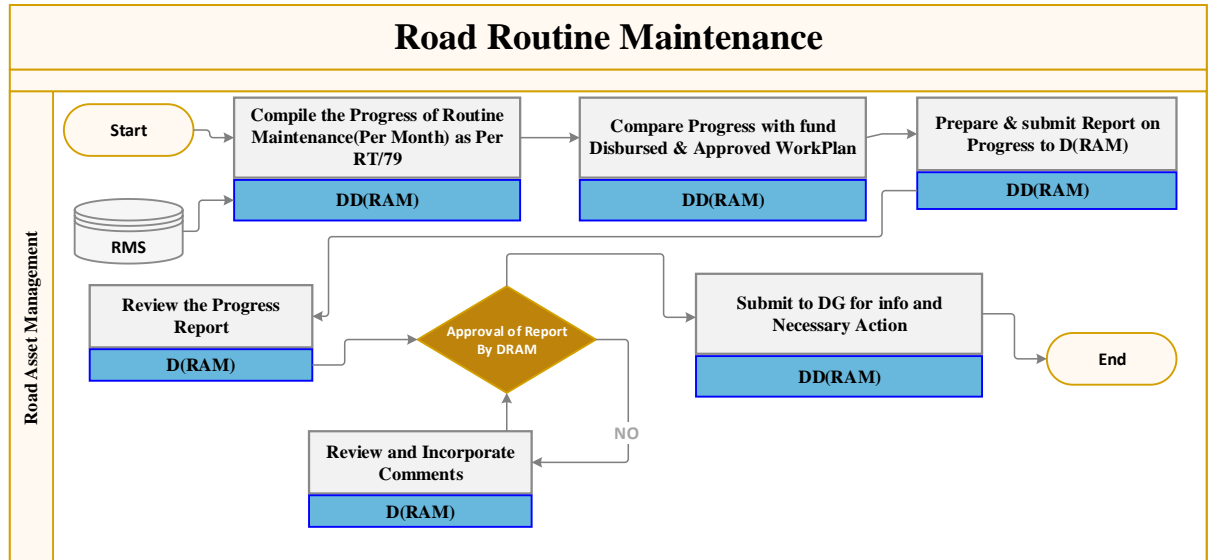 Road Routine Maintenance
Road Asset Management
Start
Compile the Progress of Routine
Maintenance(Per Month) as Per
RT/79
DD(RAM)
Compare Progress with fund
Disbursed & Approved WorkPlan
DD(RAM)
Prepare & submit Report on
Progress to D(RAM)
DD(RAM)
RMS
Review the Progress
Report
D(RAM)
Approval of Report
By DRAM
Submit to DG for info and
Necessary Action
DD(RAM)
End
NO
Review and Incorporate
Comments
D(RAM)